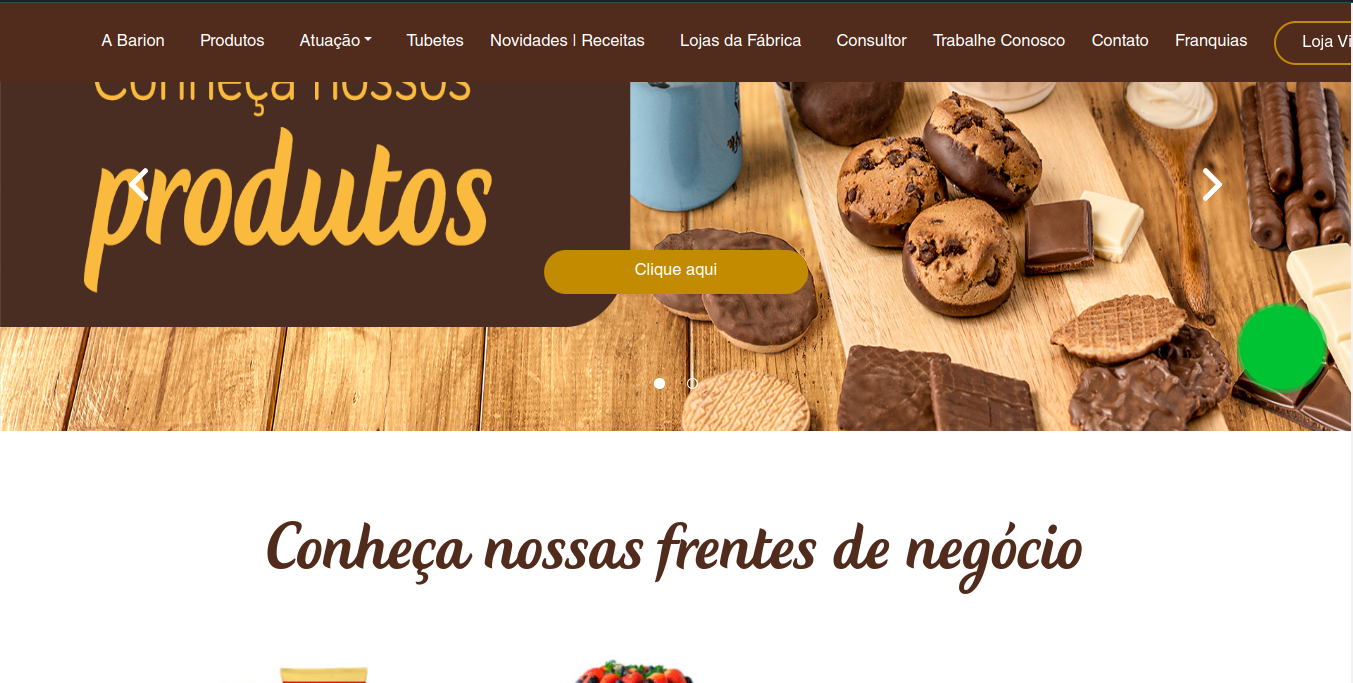 A Barion Produtos Atuação Tubetes Novidades | Receitas Lojas da Fábrica Consultor Trabalhe Conosco Contato Franquias Loja Vi
Conheça nossos
produtos
Clique aqui
Conheça nossas frentes de negócio